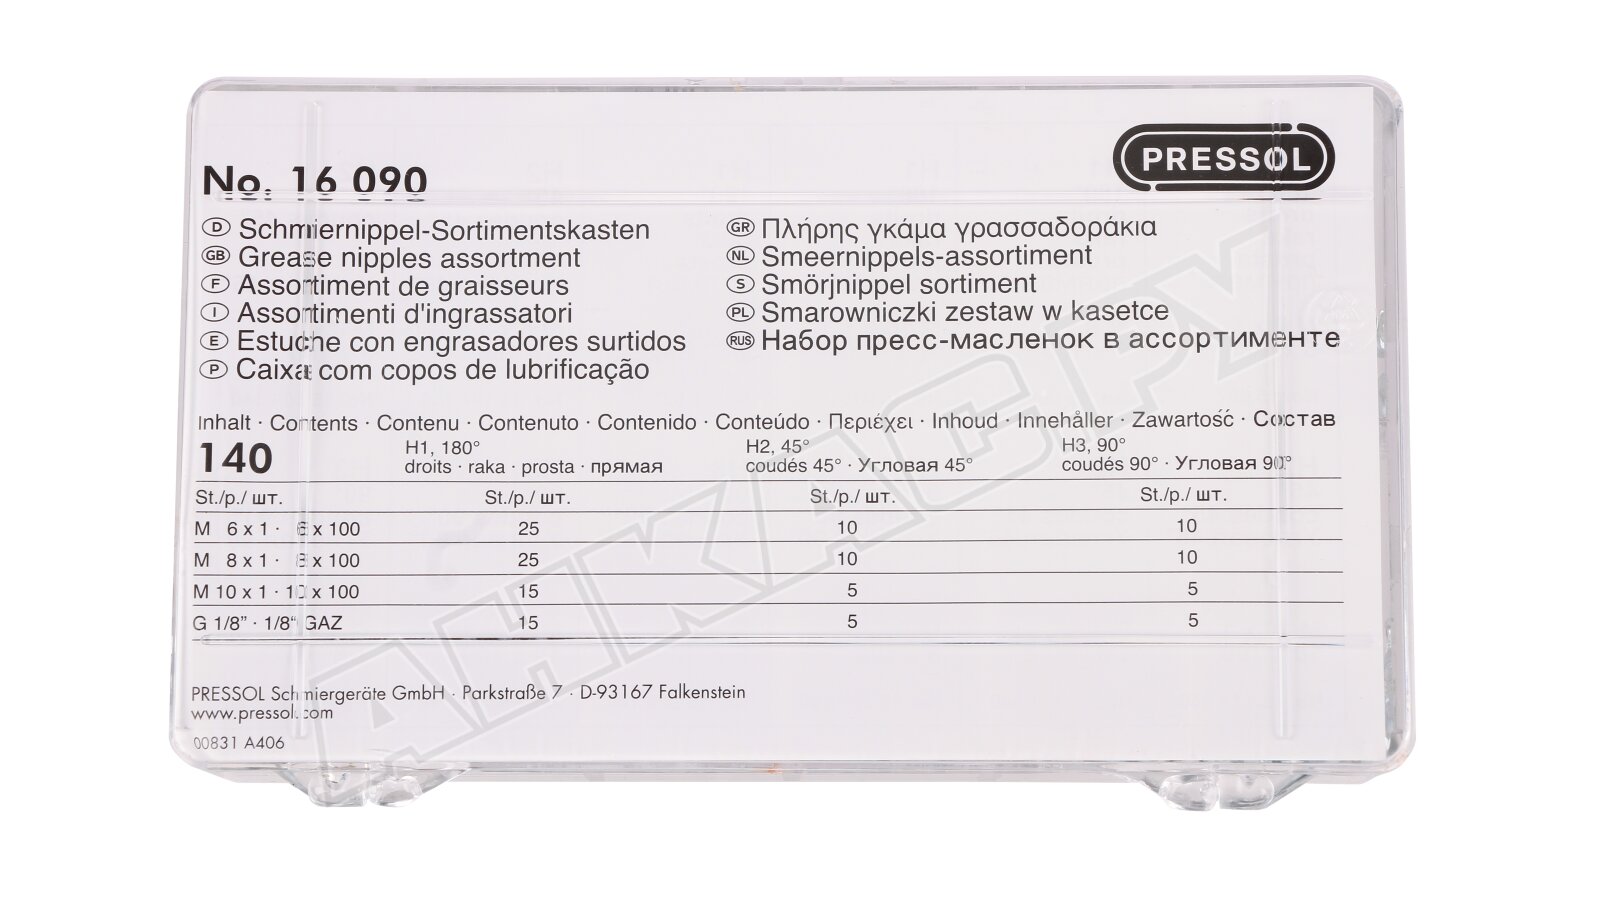 PRESSOL
No. 16 090
D Schmiernippel-Sortimentskasten
GB Grease nipples assortment
F Assortiment de graisseurs
I Assortimenti d'ingrassatori
E Estuche con engrasadores surtidos
P Caixa com copos de lubrificação
GR Πλήρης γκάμα γρασσαδοράκια
NL Smeernippels-assortiment
S Smörjnippel sortiment
PL Smarowniczki zestaw w kasetce
RUS Набор пресс-масленок в ассортименте
Inhalt · Contents · Contenu · Contenuto · Contenido · Conteúdo · Περιέχει · Inhoud · Innehåller · Zawartość · Состав
140 H1, 180° H2, 45° H3, 90°
droits · raka · prosta · прямая coudés 45° · Угловая 45° coudés 90° · Угловая 90°
St./p./ шт. St./p./ шт. St./p./ шт. St./p./ шт.
M 6 x 1 · 6 x 100 25 10 10
M 8 x 1 · 8 x 100 25 10 10
M 10 x 1 · 10 x 100 15 5 5
G 1/8” · 1/8“ GAZ 15 5 5
PRESSOL Schmiergeräte GmbH · Parkstraße 7 · D-93167 Falkenstein
www.pressol.com
00831 A406
АНКАС.РУ